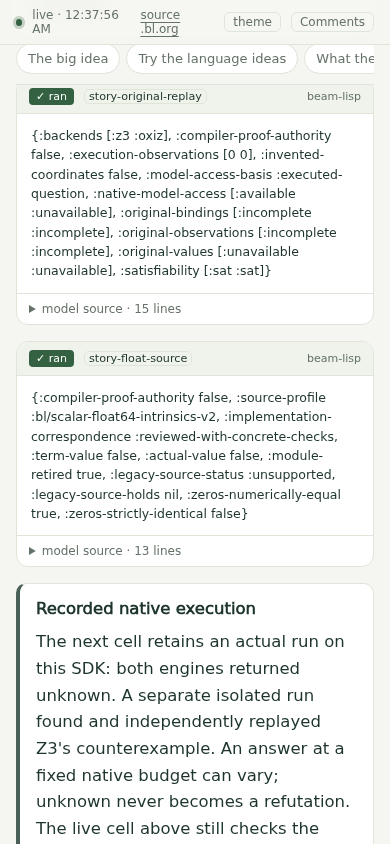 live · 12:37:56 AM
source .bl.org
theme
Comments
The big idea
Try the language ideas
What the
✓ ran story-original-replay beam-lisp
{:backends [:z3 :oxiz], :compiler-proof-authority
false, :execution-observations [0 0], :invented-
coordinates false, :model-access-basis :executed-
question, :native-model-access [:available
:unavailable], :original-bindings [:incomplete
:incomplete], :original-observations [:incomplete
:incomplete], :original-values [:unavailable
:unavailable], :satisfiability [:sat :sat]}
▶ model source · 15 lines
✓ ran story-float-source beam-lisp
{:compiler-proof-authority false, :source-profile
:bl/scalar-float64-intrinsics-v2, :implementation-
correspondence :reviewed-with-concrete-checks,
:term-value false, :actual-value false, :module-
retired true, :legacy-source-status :unsupported,
:legacy-source-holds nil, :zeros-numerically-equal
true, :zeros-strictly-identical false}
▶ model source · 13 lines
Recorded native execution
The next cell retains an actual run on
this SDK: both engines returned
unknown. A separate isolated run
found and independently replayed
Z3's counterexample. An answer at a
fixed native budget can vary;
unknown never becomes a refutation.
The live cell above still checks the